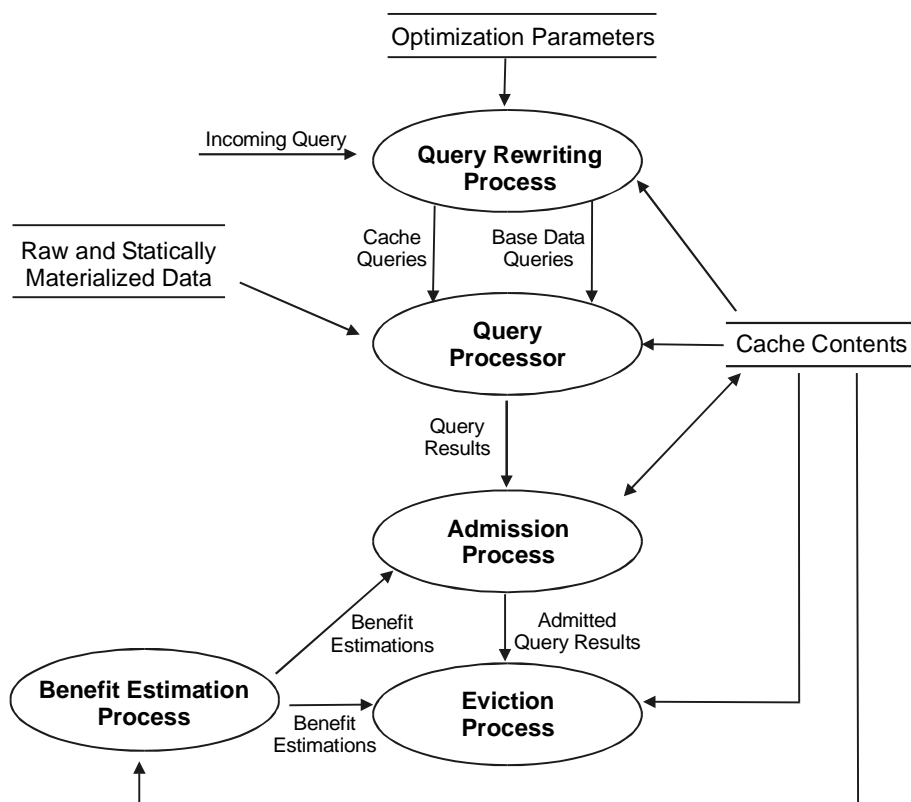 Optimization Parameters
Incoming Query
Query Rewriting
Process
Cache
Queries
Base Data
Queries
Raw and Statically
Materialized Data
Query
Processor
Cache Contents
Query
Results
Admission
Process
Benefit
Estimations
Admitted
Query Results
Benefit Estimation
Process
Benefit
Estimations
Eviction
Process